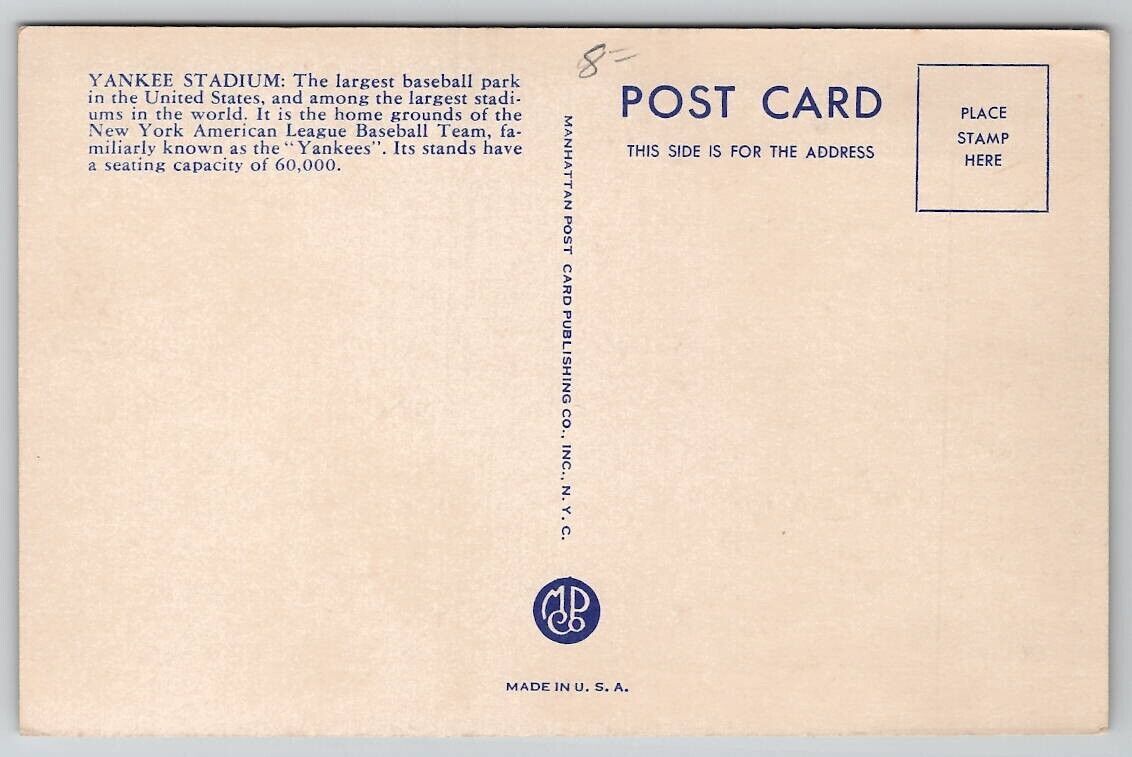 YANKEE STADIUM: The largest baseball park
in the United States, and among the largest stadi-
ums in the world. It is the home grounds of the
New York American League Baseball Team, fa-
miliarly known as the "Yankees". Its stands have
a seating capacity of 60,000.
8-
POST CARD
THIS SIDE IS FOR THE ADDRESS
PLACE
STAMP
HERE
MANHATTAN POST CARD PUBLISHING CO., INC., N. Y. C.
MPCo
MADE IN U. S. A.